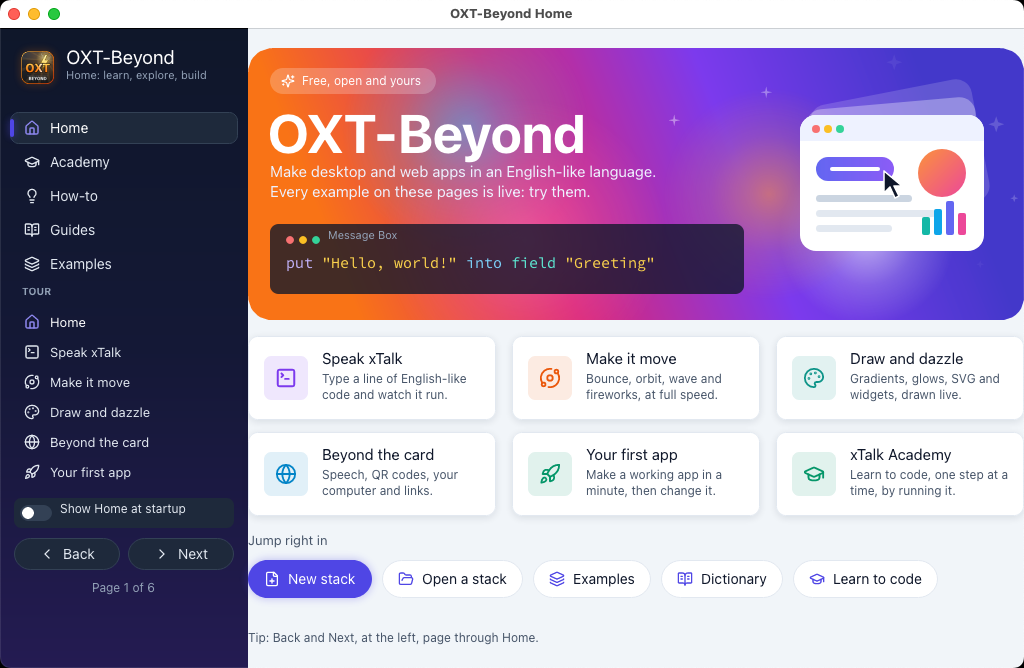 OXT-Beyond Home
OXT
BEYOND
OXT-Beyond
Home: learn, explore, build
Home
Academy
How-to
Guides
Examples
TOUR
Home
Speak xTalk
Make it move
Draw and dazzle
Beyond the card
Your first app
Show Home at startup
Back
Next
Page 1 of 6
Free, open and yours
OXT-Beyond
Make desktop and web apps in an English-like language.
Every example on these pages is live: try them.
Message Box
put "Hello, world!" into field "Greeting"
Speak xTalk
Type a line of English-like
code and watch it run.
Make it move
Bounce, orbit, wave and
fireworks, at full speed.
Draw and dazzle
Gradients, glows, SVG and
widgets, drawn live.
Beyond the card
Speech, QR codes, your
computer and links.
Your first app
Make a working app in a
minute, then change it.
xTalk Academy
Learn to code, one step at a
time, by running it.
Jump right in
New stack
Open a stack
Examples
Dictionary
Learn to code
Tip: Back and Next, at the left, page through Home.